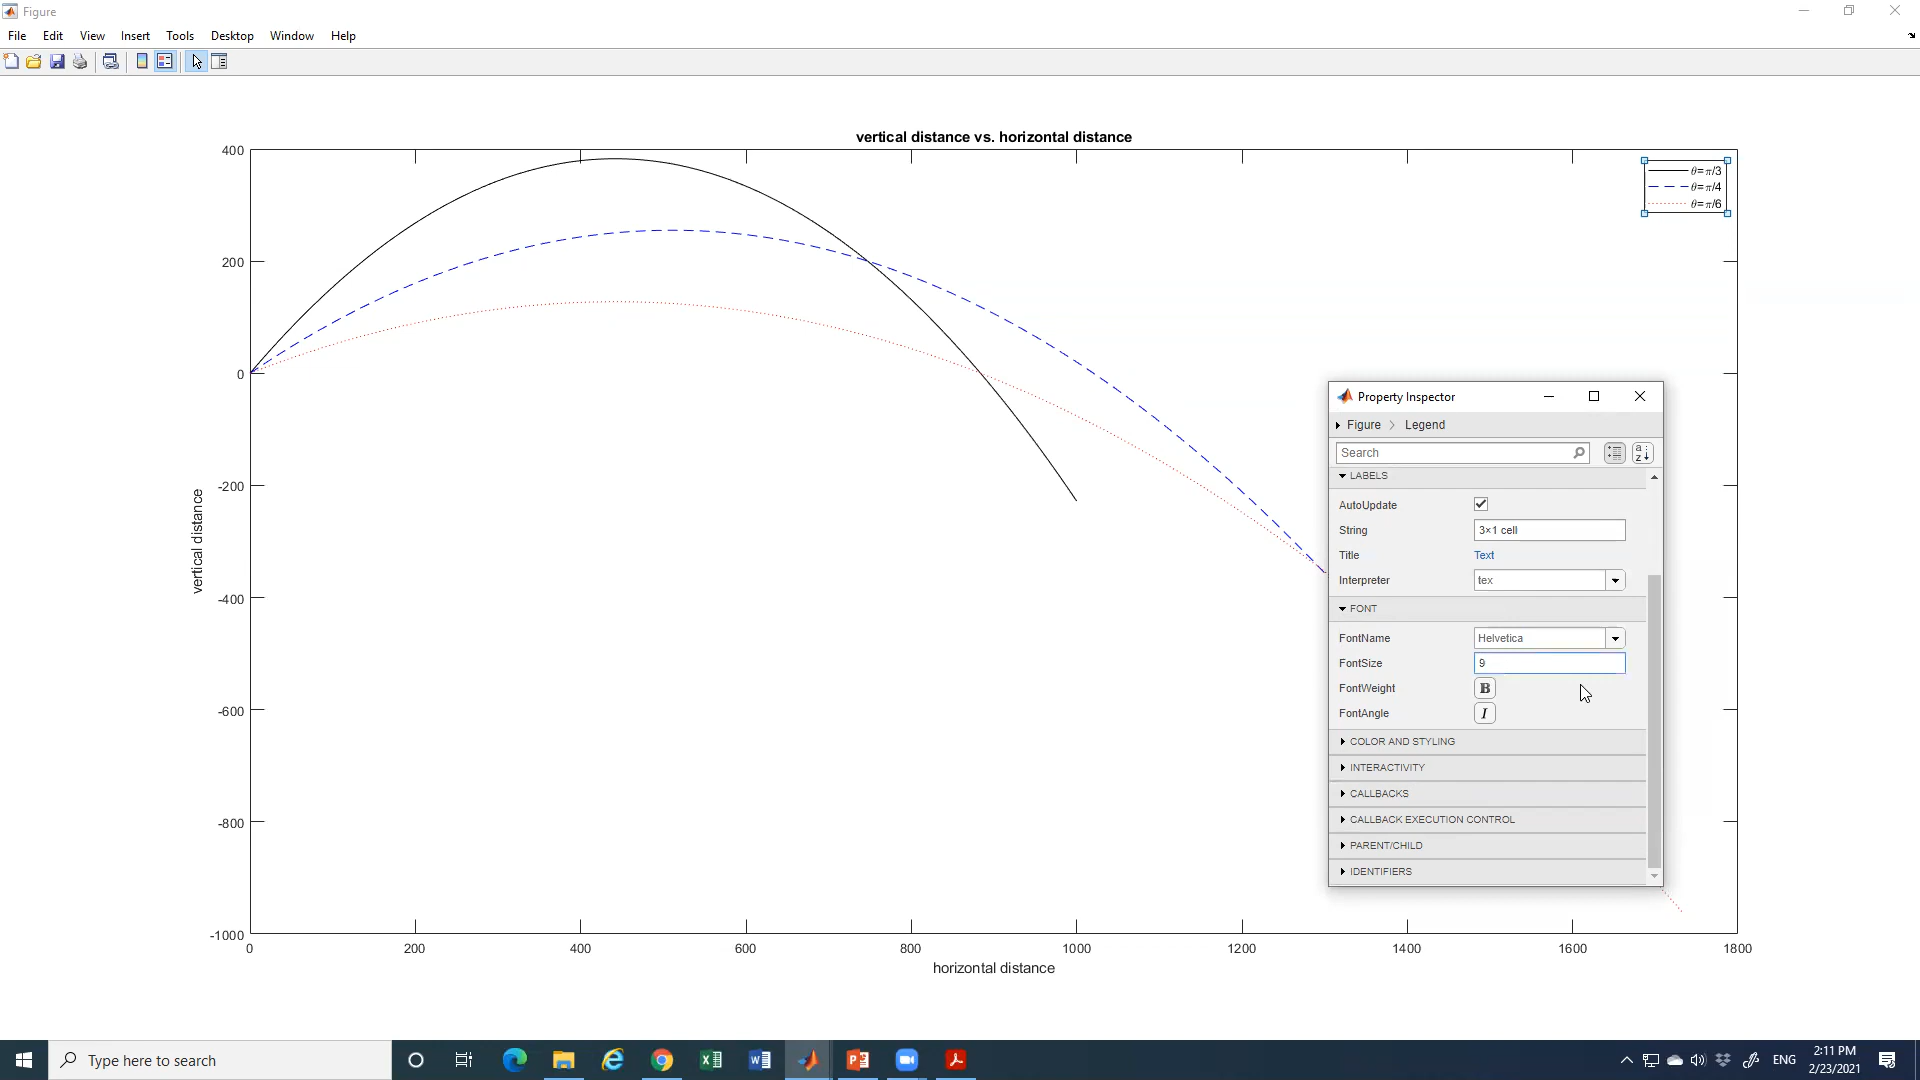 Figure
File Edit View Insert Tools Desktop Window Help
vertical distance vs. horizontal distance
400
200
0
-200
-400
-600
-800
-1000
vertical distance
0 200 400 600 800 1000 1200 1400 1600 1800
horizontal distance
θ=π/3
θ=π/4
θ=π/6
Property Inspector
Figure > Legend
Search
a
z
LABELS
AutoUpdate
String 3×1 cell
Title Text
Interpreter tex
FONT
FontName Helvetica
FontSize 9
FontWeight B
FontAngle I
COLOR AND STYLING
INTERACTIVITY
CALLBACKS
CALLBACK EXECUTION CONTROL
PARENT/CHILD
IDENTIFIERS
Type here to search
ENG
2:11 PM
2/23/2021